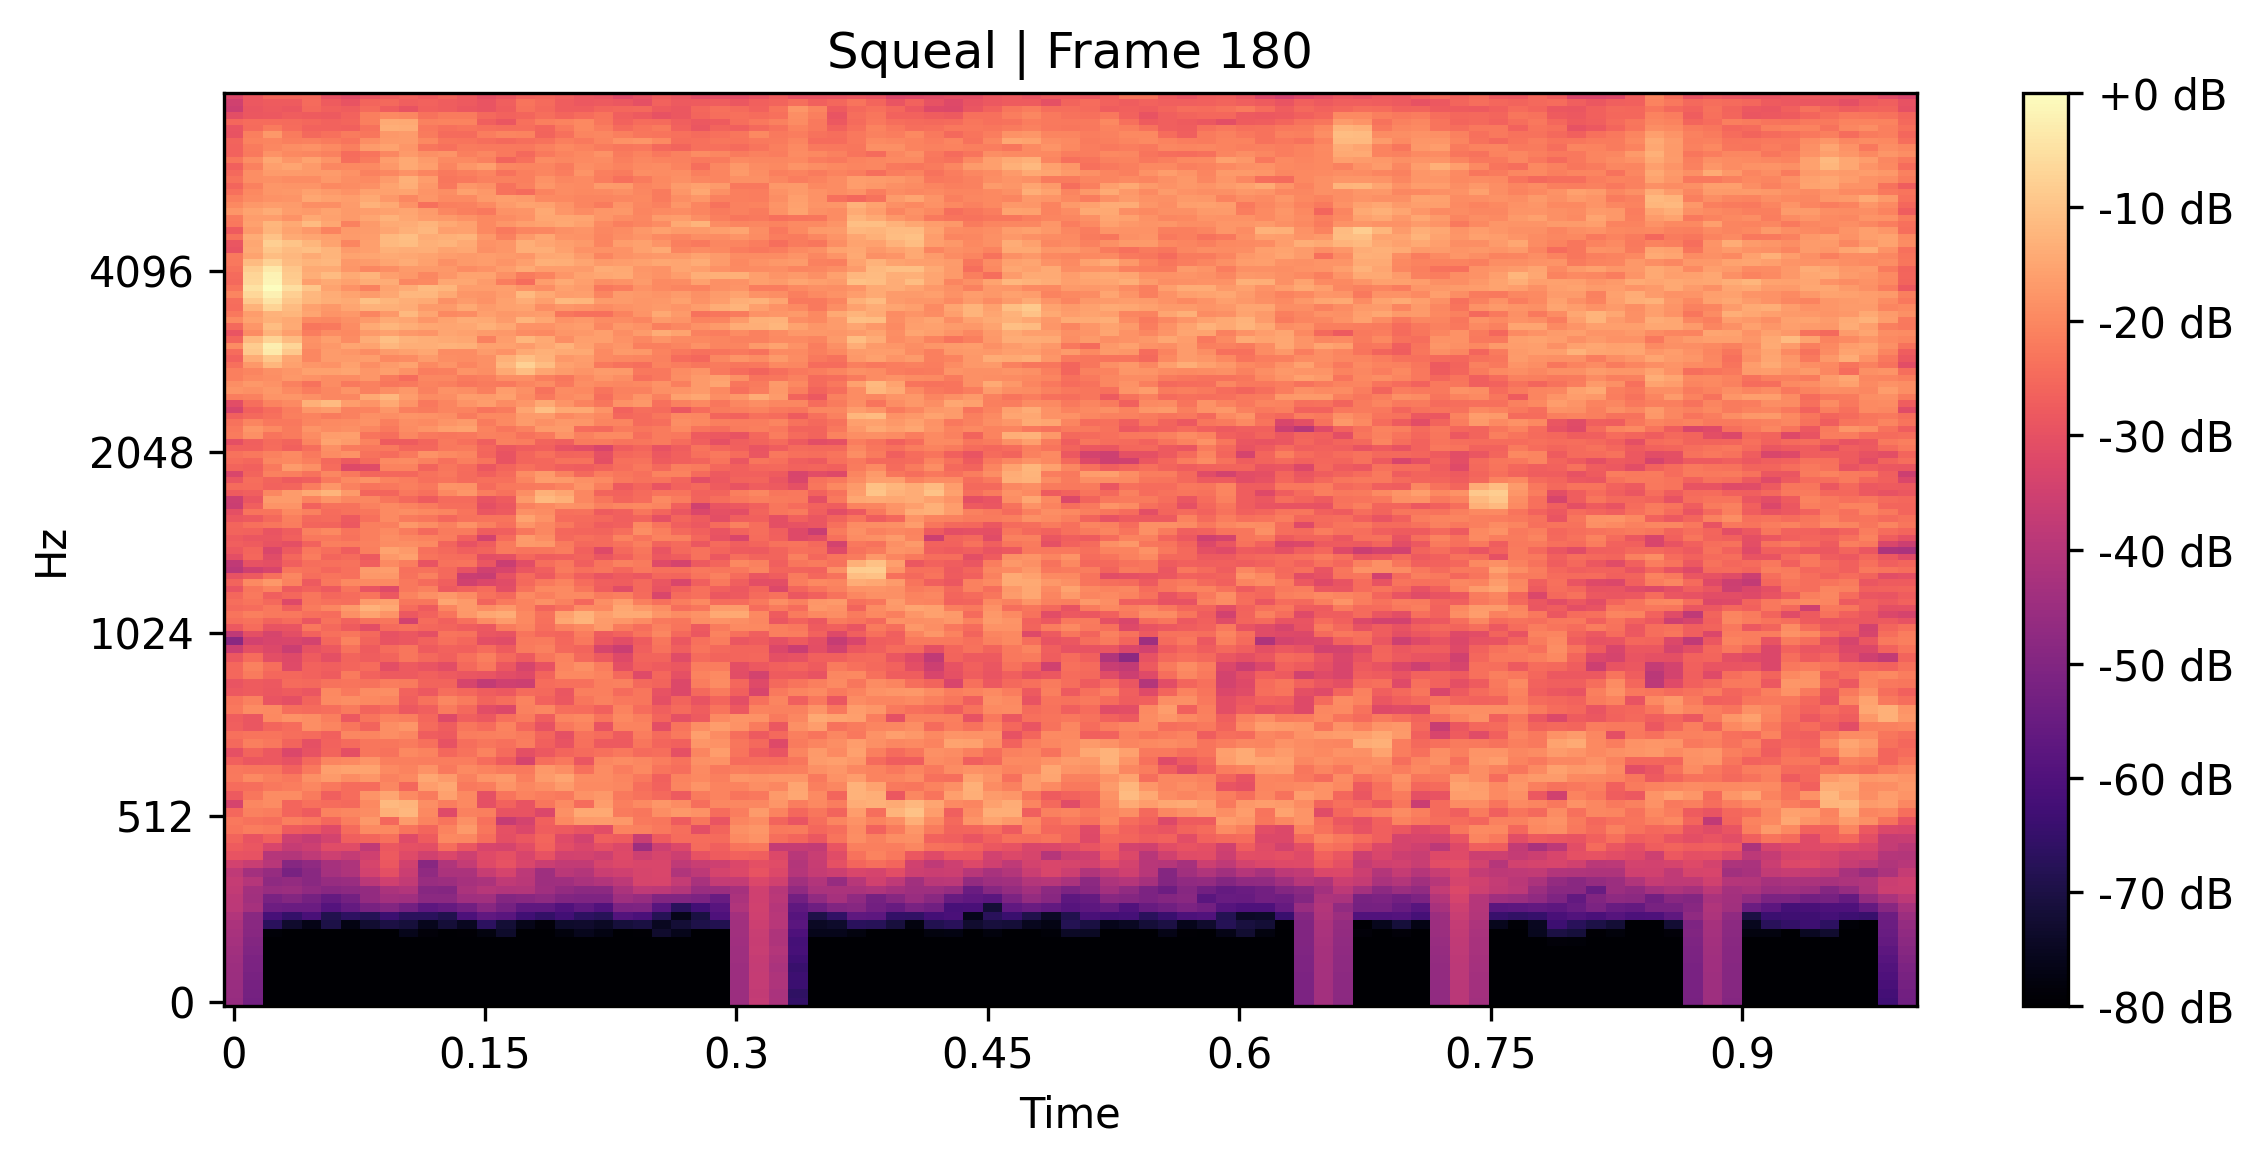 Squeal | Frame 180
+0 dB
-10 dB
-20 dB
-30 dB
-40 dB
-50 dB
-60 dB
-70 dB
-80 dB
4096
2048
1024
512
0
Hz
0 0.15 0.3 0.45 0.6 0.75 0.9
Time